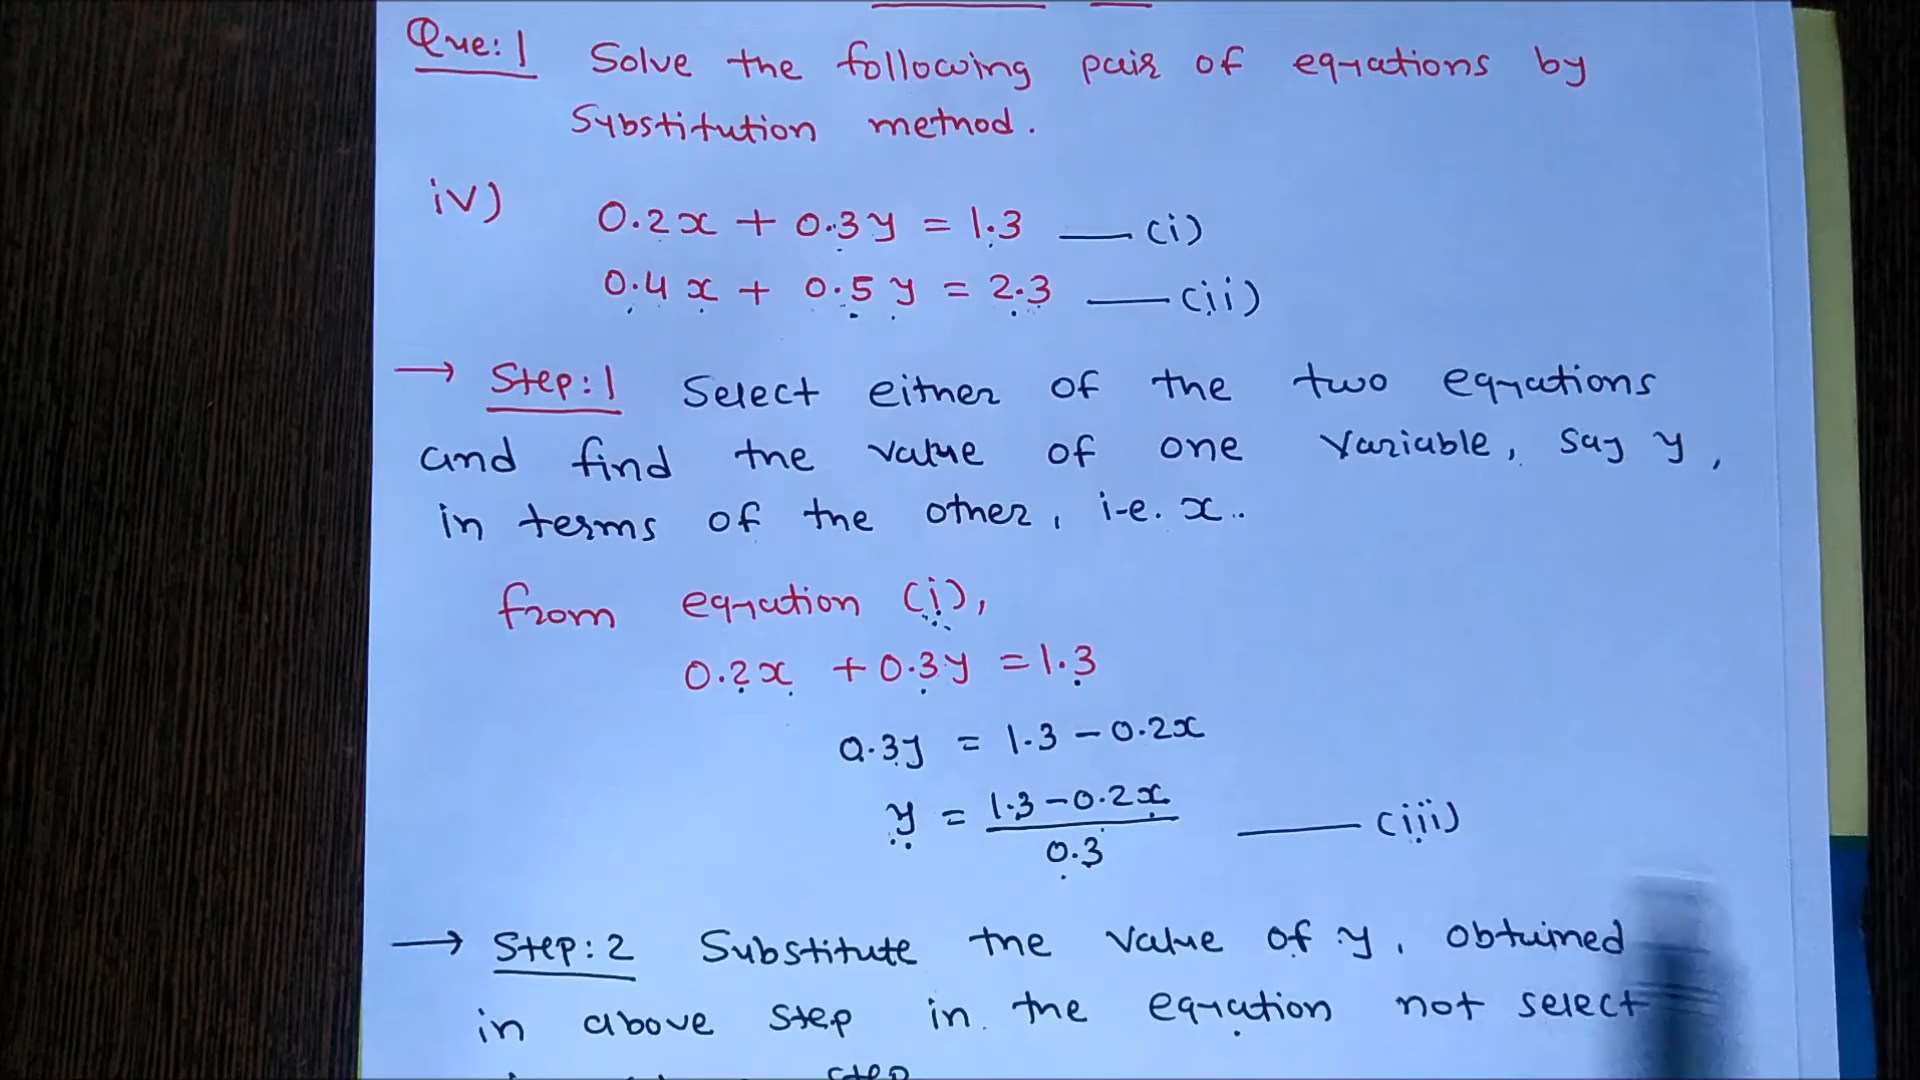 Que:1 Solve the following pair of equations by
Substitution method.
iv) 0.2x + 0.3y = 1.3 —(i)
0.4x + 0.5y = 2.3 —(ii)
→ Step:1 Select either of the two equations
and find the value of one variable, say y,
in terms of the other, i.e. x..
from equation (i),
0.2x + 0.3y = 1.3
0.3y = 1.3 - 0.2x
y = \frac{1.3-0.2x}{0.3} —(iii)
→ Step:2 Substitute the value of y, obtained
in above step in the equation not select
step